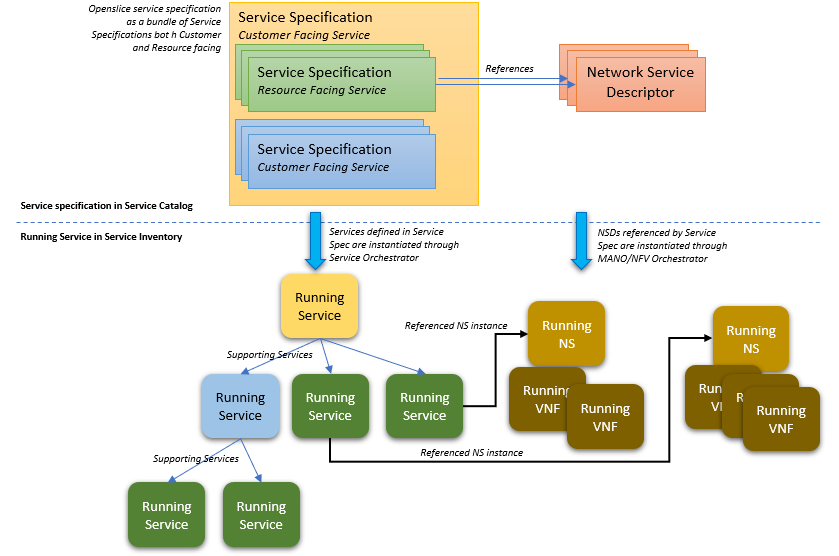 Openslice service specification
as a bundle of Service
Specifications bot h Customer
and Resource facing
Service Specification
Customer Facing Service
Service Specification
Resource Facing Service
References
Network Service
Descriptor
Service Specification
Customer Facing Service
Service specification in Service Catalog
Running Service in Service Inventory
Services defined in Service
Spec are instantiated through
Service Orchestrator
NSDs referenced by Service
Spec are instantiated through
MANO/NFV Orchestrator
Running
Service
Referenced NS instance
Running
NS
Running
NS
Supporting Services
Running
Service
Running
Service
Running
Service
Running
VNF
Running
VNF
Running
VNF
Referenced NS instance
Supporting Services
Running
Service
Running
Service